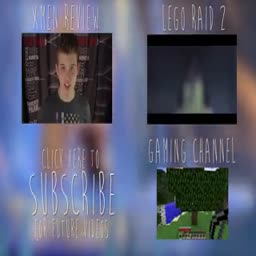 XMEN REVIEW
LEGO RAID 2
GAMING CHANNEL
CLICK HERE TO
SUBSCRIBE
FOR FUTURE VIDEOS